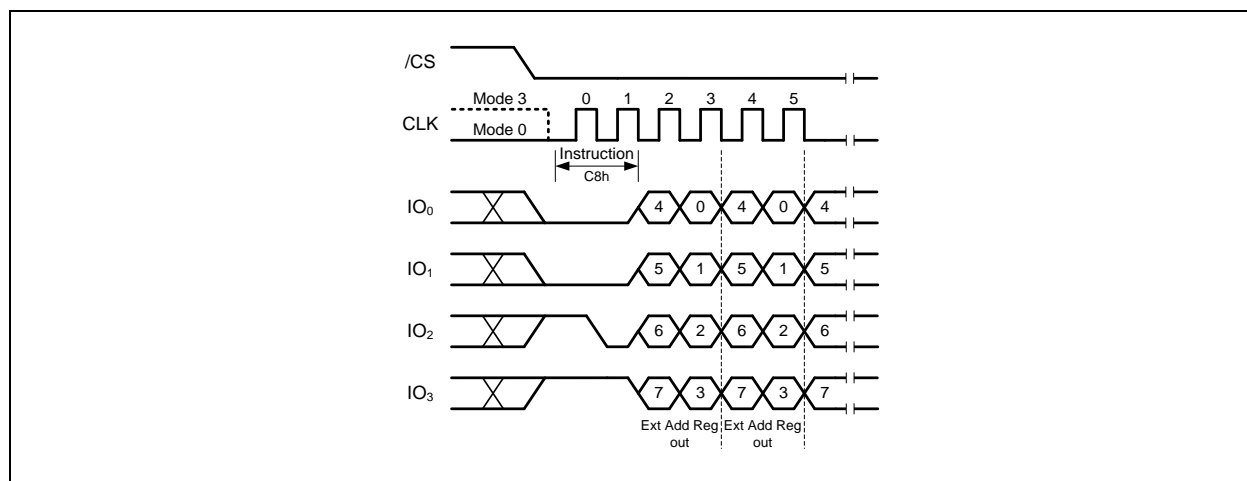 /CS
Mode 3 0 1 2 3 4 5
CLK
Mode 0
Instruction
C8h
IO₀ 4 0 4 0 4
IO₁ 5 1 5 1 5
IO₂ 6 2 6 2 6
IO₃ 7 3 7 3 7
Ext Add Reg Ext Add Reg
out out